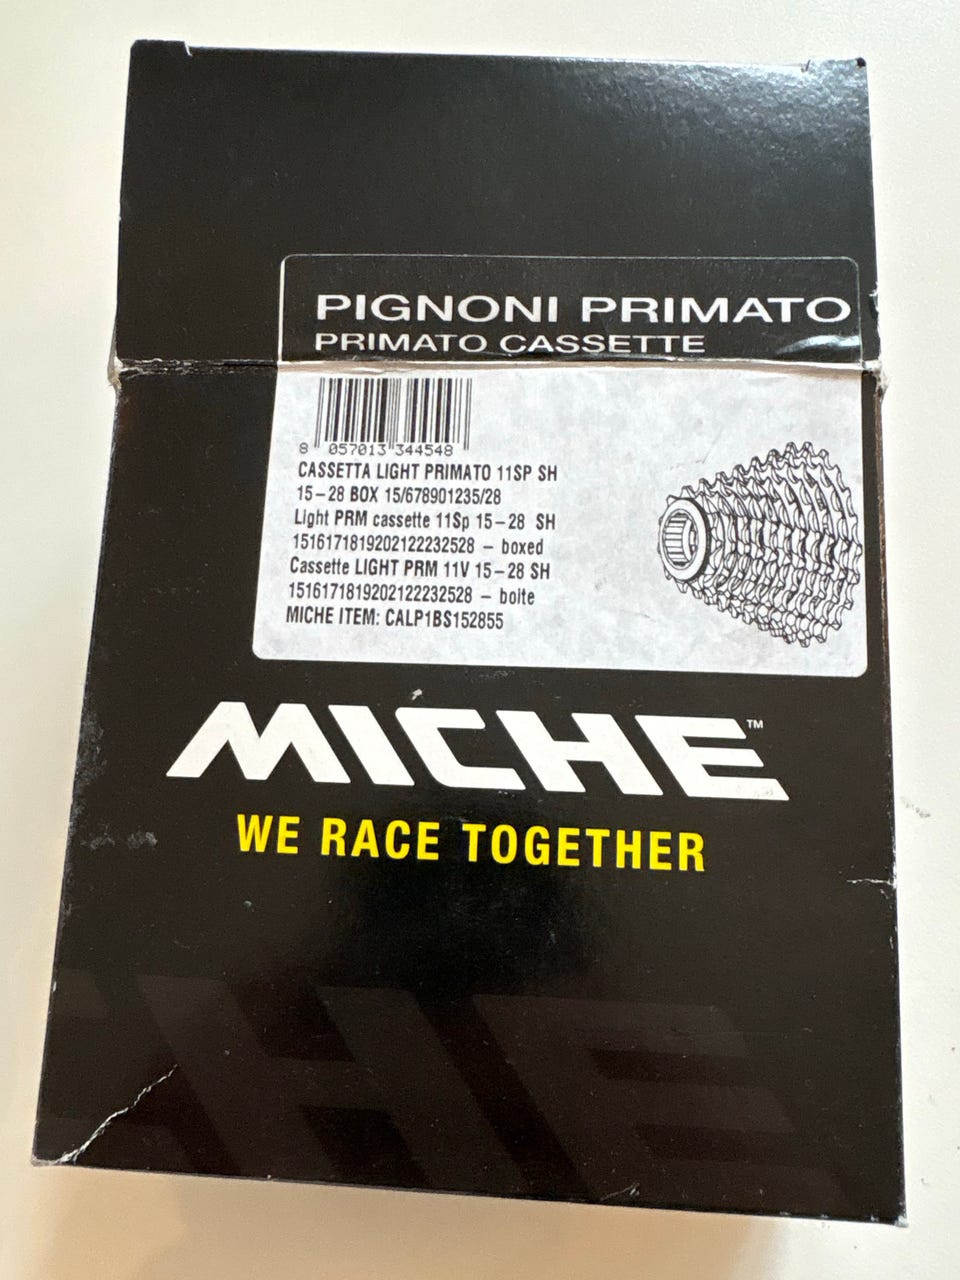 PIGNONI PRIMATO
PRIMATO CASSETTE
8 057013 344548
CASSETTA LIGHT PRIMATO 11SP SH
15-28 BOX 15/678901235/28
Light PRM cassette 11Sp 15-28 SH
1516171819202122232528 - boxed
Cassette LIGHT PRM 11V 15-28 SH
1516171819202122232528 - boite
MICHE ITEM: CALP1BS152855
MICHE™
WE RACE TOGETHER
HE